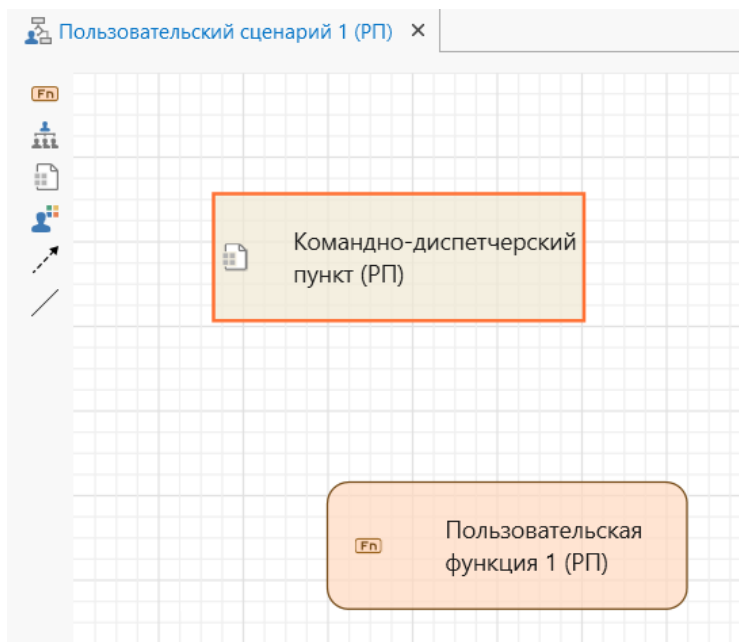 Пользовательский сценарий 1 (РП) ✕
Fn
Командно-диспетчерский
пункт (РП)
Fn
Пользовательская
функция 1 (РП)